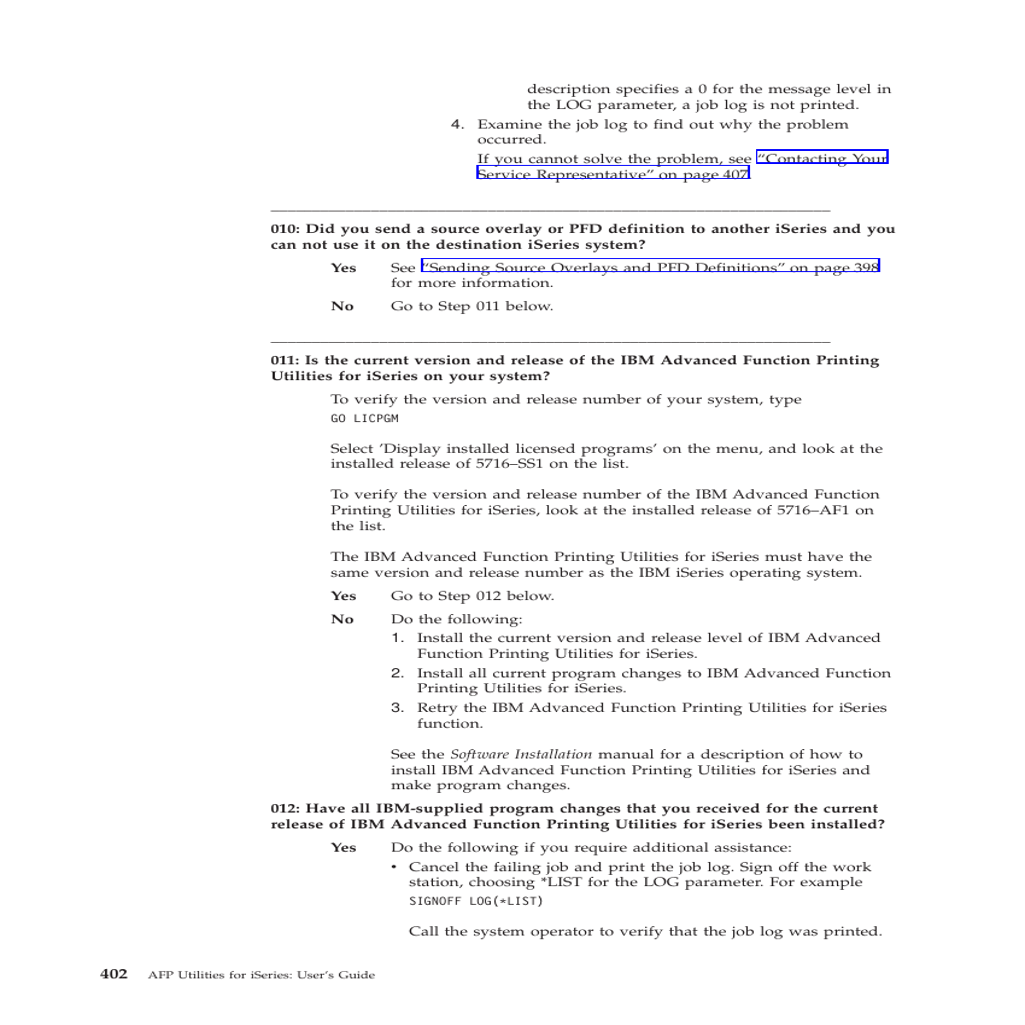 description specifies a 0 for the message level in
the LOG parameter, a job log is not printed.
4. Examine the job log to find out why the problem
occurred.
If you cannot solve the problem, see “Contacting Your
Service Representative” on page 407.
010: Did you send a source overlay or PFD definition to another iSeries and you
can not use it on the destination iSeries system?
Yes See “Sending Source Overlays and PFD Definitions” on page 398
for more information.
No Go to Step 011 below.
011: Is the current version and release of the IBM Advanced Function Printing
Utilities for iSeries on your system?
To verify the version and release number of your system, type
GO LICPGM
Select ’Display installed licensed programs’ on the menu, and look at the
installed release of 5716–SS1 on the list.
To verify the version and release number of the IBM Advanced Function
Printing Utilities for iSeries, look at the installed release of 5716–AF1 on
the list.
The IBM Advanced Function Printing Utilities for iSeries must have the
same version and release number as the IBM iSeries operating system.
Yes Go to Step 012 below.
No Do the following:
1. Install the current version and release level of IBM Advanced
Function Printing Utilities for iSeries.
2. Install all current program changes to IBM Advanced Function
Printing Utilities for iSeries.
3. Retry the IBM Advanced Function Printing Utilities for iSeries
function.
See the Software Installation manual for a description of how to
install IBM Advanced Function Printing Utilities for iSeries and
make program changes.
012: Have all IBM-supplied program changes that you received for the current
release of IBM Advanced Function Printing Utilities for iSeries been installed?
Yes Do the following if you require additional assistance:
• Cancel the failing job and print the job log. Sign off the work
station, choosing *LIST for the LOG parameter. For example
SIGNOFF LOG(*LIST)
Call the system operator to verify that the job log was printed.
402 AFP Utilities for iSeries: User’s Guide